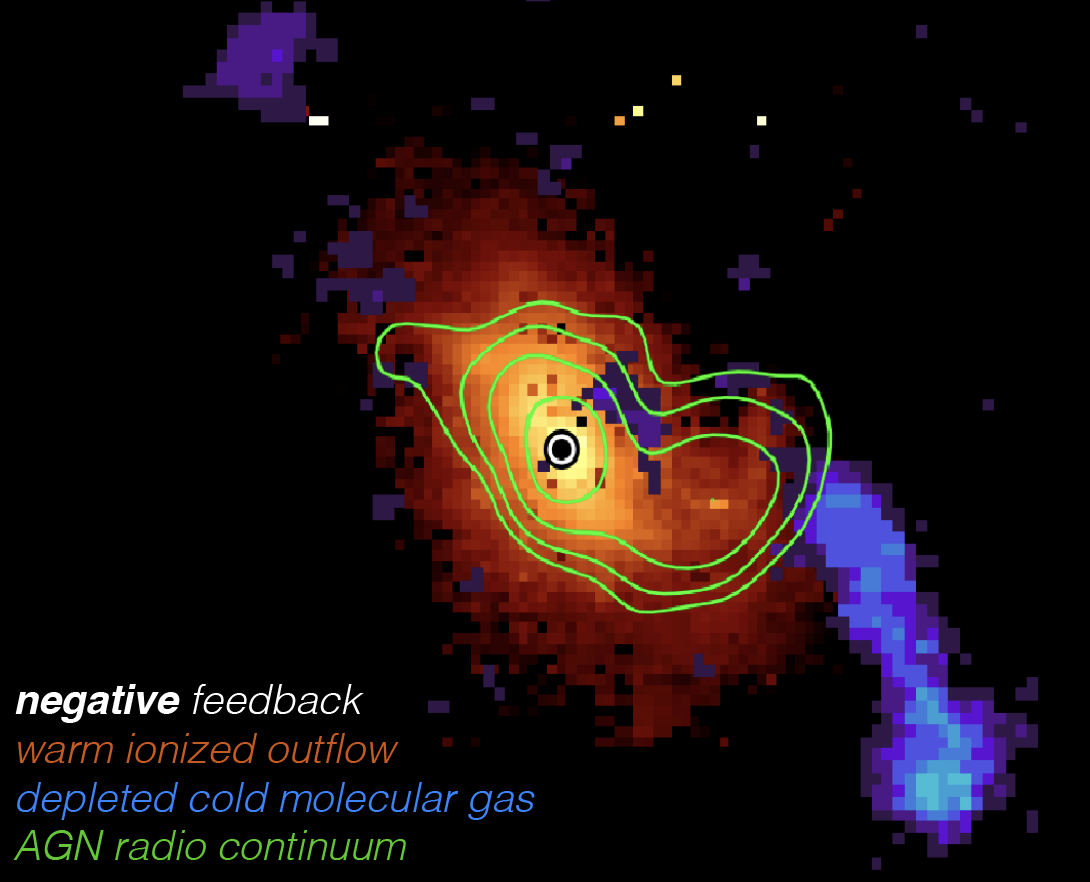 negative feedback
warm ionized outflow
depleted cold molecular gas
AGN radio continuum